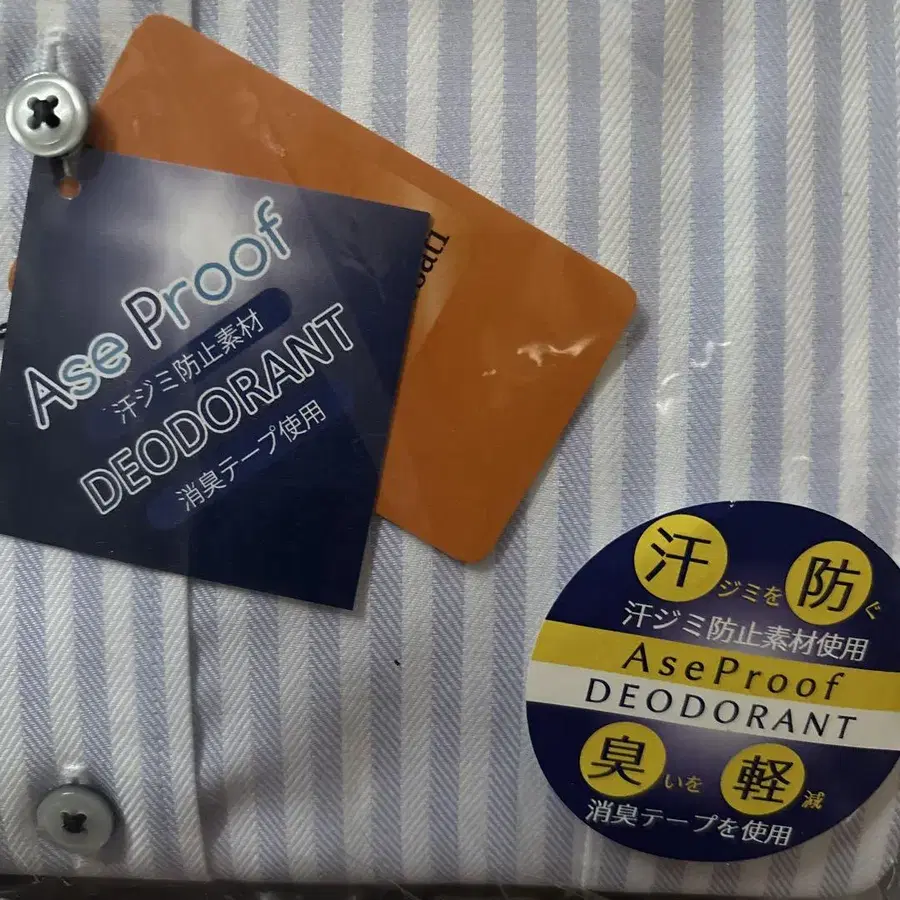 Ase Proof
汗ジミ防止素材
DEODORANT
消臭テープ使用
汗ジミを防ぐ
汗ジミ防止素材使用
AseProof
DEODORANT
臭いを軽減
消臭テープを使用